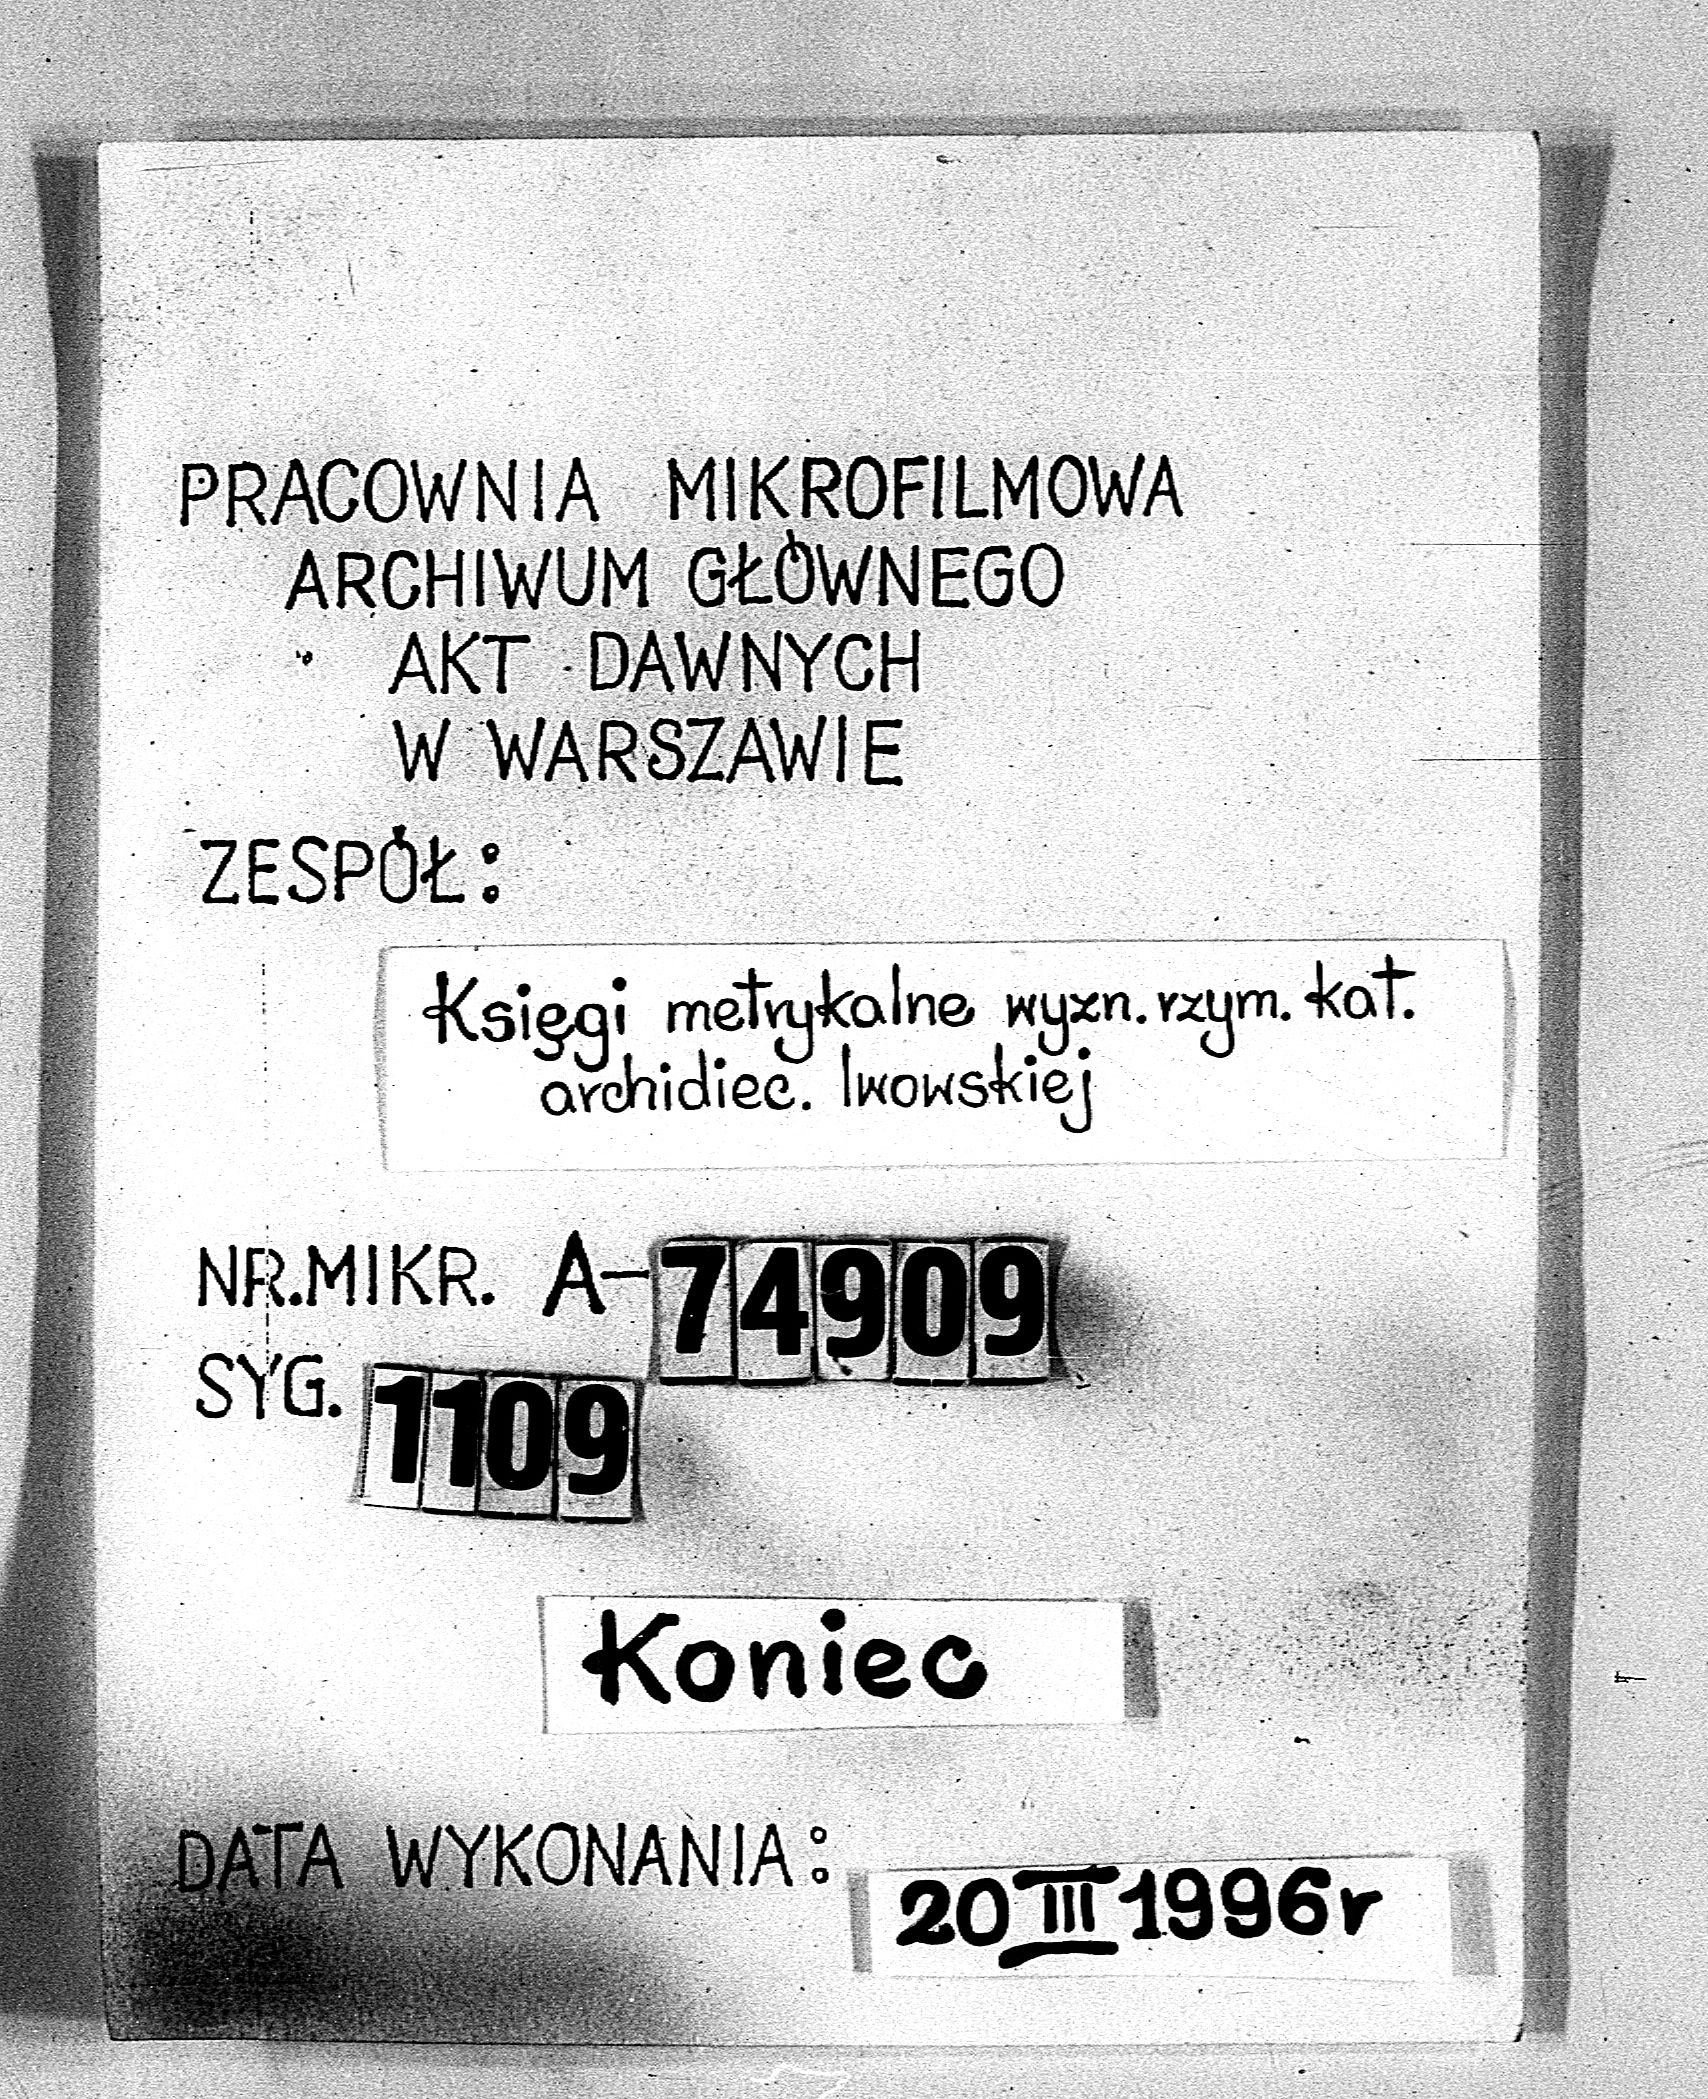 PRACOWNIA MIKROFILMOWA
ARCHIWUM GŁÓWNEGO
AKT DAWNYCH
W WARSZAWIE
ZESPÓŁ:
Księgi metrykalne wyzn. rzym. kat.
archidiec. lwowskiej
NR. MIKR. A-74909
SYG. 1109
Koniec
DATA WYKONANIA:
20 III 1996r